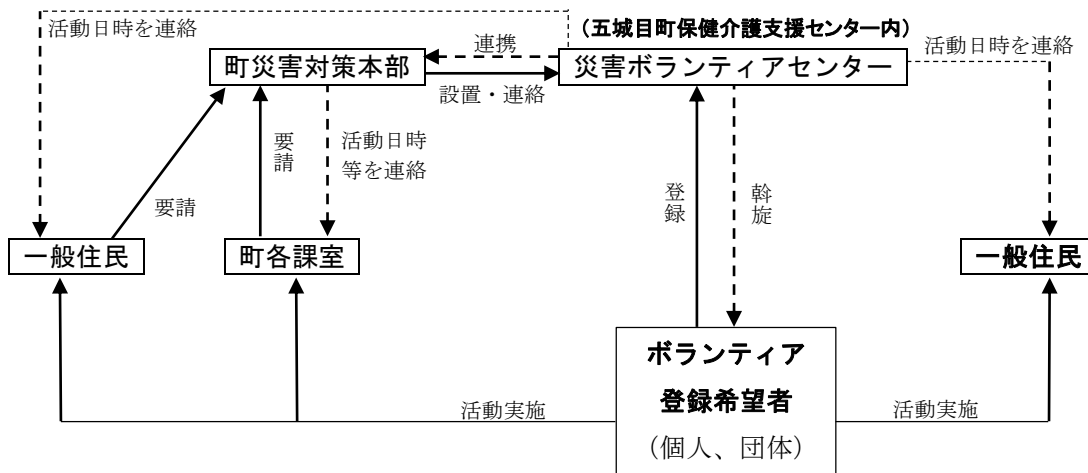 活動日時を連絡
（五城目町保健介護支援センター内）
連携
活動日時を連絡
町災害対策本部
災害ボランティアセンター
設置・連絡
要請
活動日時
等を連絡
要請
登録
斡旋
一般住民
町各課室
一般住民
ボランティア
登録希望者
（個人、団体）
活動実施
活動実施